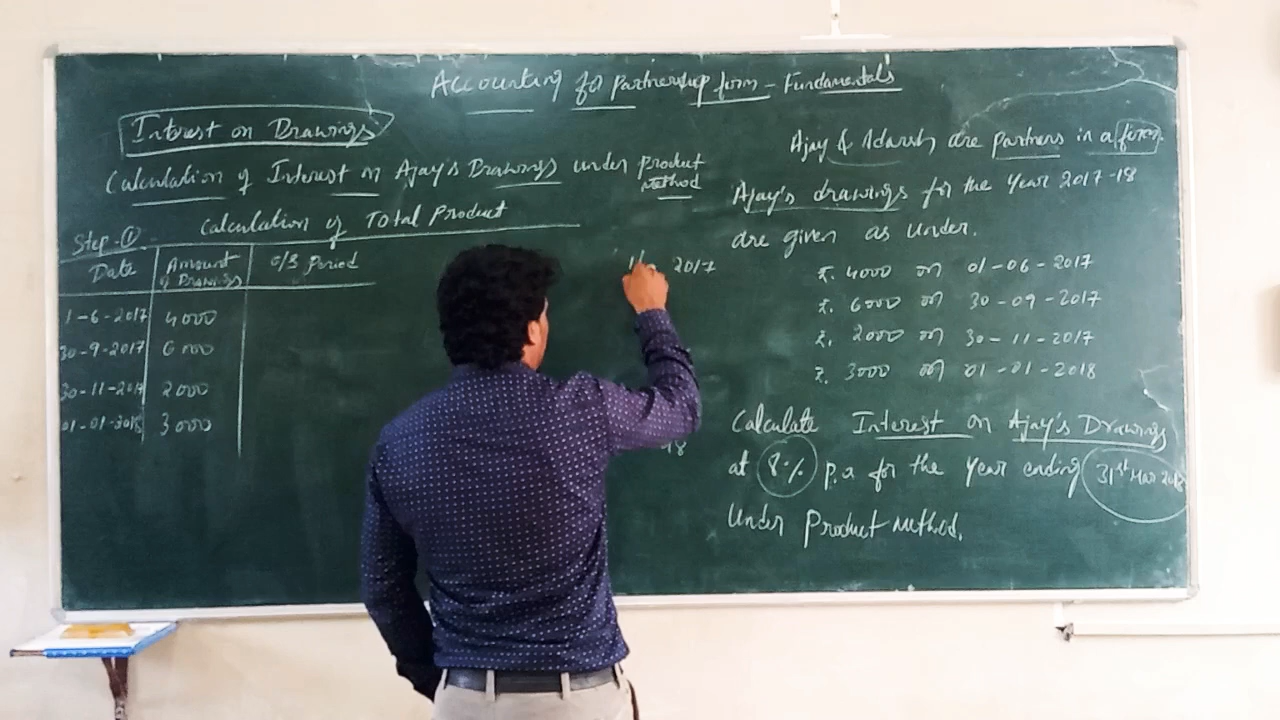 Accounting for partnership form - Fundamentals
Interest on Drawings
Calculation of Interest on Ajay's Drawings under product method
Step-① Calculation of Total Product
Date Amount of Drawings O/S Period
1-6-2017 4000
30-9-2017 6000
30-11-2017 2000
01-01-2018 3000
2017
18
Ajay & Adarsh are partners in a form.
Ajay's drawings for the Year 2017-18
are given as under.
₹. 4000 on 01-06-2017
₹. 6000 on 30-09-2017
₹. 2000 on 30-11-2017
₹. 3000 on 01-01-2018
Calculate Interest on Ajay's Drawings
at 8% p.a for the year ending 31st Mar 2018
Under Product Method.